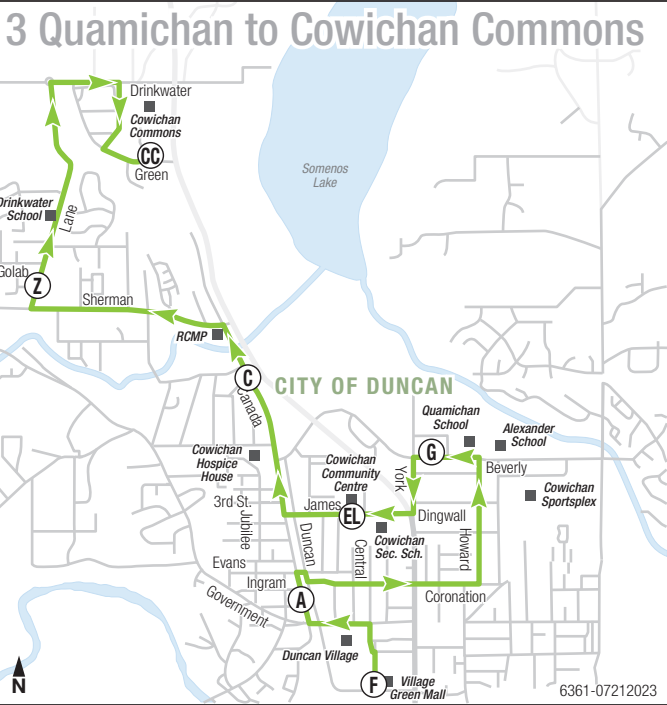 3 Quamichan to Cowichan Commons
Drinkwater
Cowichan
Commons
CC
Green
Somenos
Lake
Drinkwater
School
Lane
Golab
Z
Sherman
RCMP
C
CITY OF DUNCAN
Canada
Quamichan
School
Alexander
School
G
Beverly
Cowichan
Hospice
House
Cowichan
Community
Centre
York
Cowichan
Sportsplex
3rd St.
James
EL
Dingwall
Jubilee
Duncan
Central
Cowichan
Sec. Sch.
Howard
Evans
Ingram
Government
A
Coronation
Duncan Village
F
Village
Green Mall
N
6361-07212023